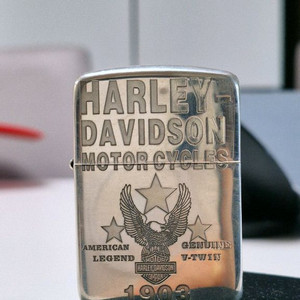 HARLEY-
DAVIDSON
MOTOR CYCLES
AMERICAN GENUINE
LEGEND V-TWIN
HARLEY-DAVIDSON
1903